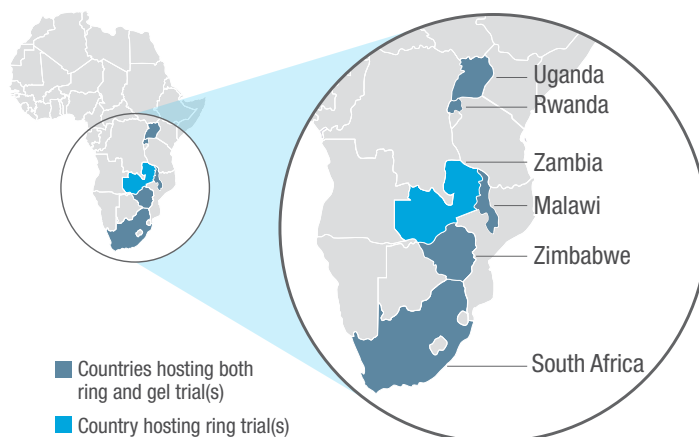 Uganda
Rwanda
Zambia
Malawi
Zimbabwe
South Africa
Countries hosting both
ring and gel trial(s)
Country hosting ring trial(s)